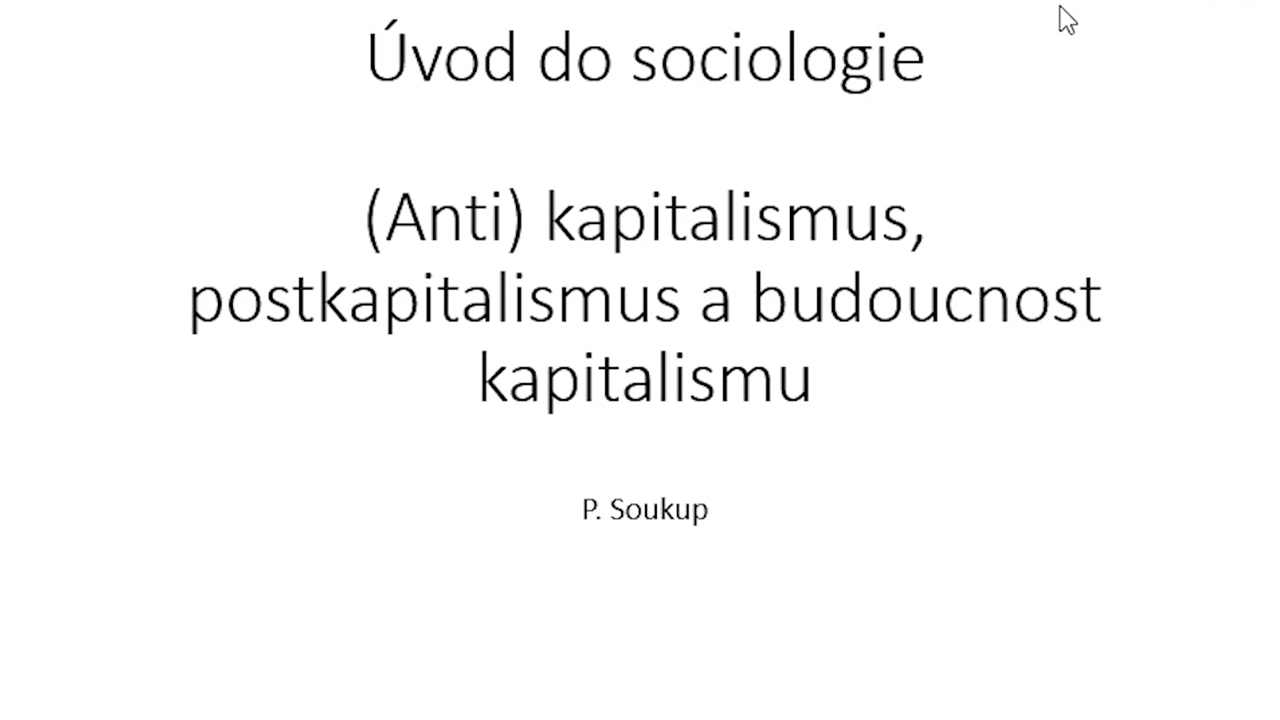 Úvod do sociologie
(Anti) kapitalismus,
postkapitalismus a budoucnost
kapitalismu
P. Soukup